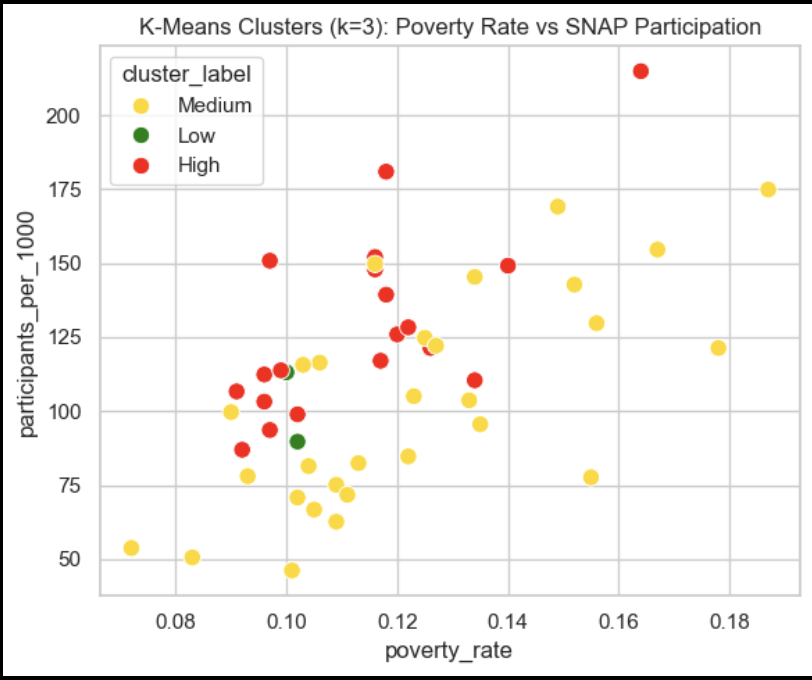 K-Means Clusters (k=3): Poverty Rate vs SNAP Participation
cluster_label
Medium
Low
High
participants_per_1000
200
175
150
125
100
75
50
0.08 0.10 0.12 0.14 0.16 0.18
poverty_rate